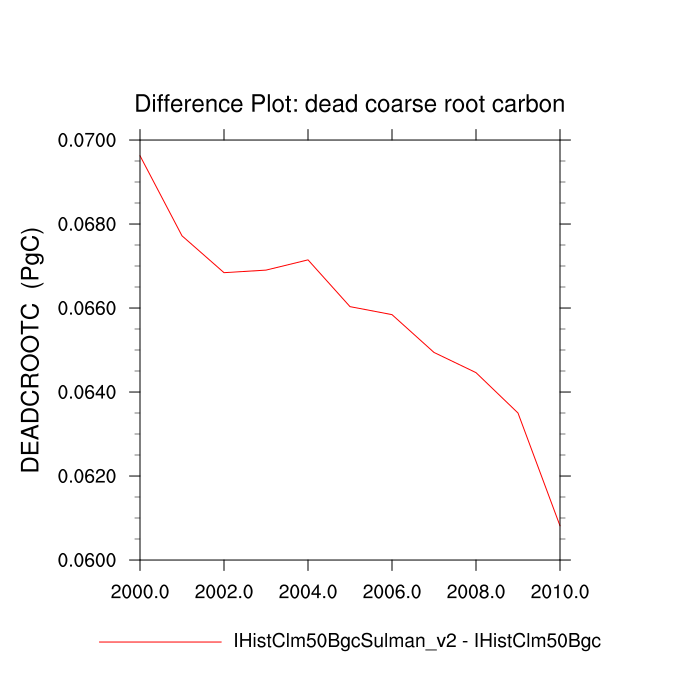 Difference Plot: dead coarse root carbon
DEADCROOTC (PgC)
0.0700
0.0680
0.0660
0.0640
0.0620
0.0600
2000.0 2002.0 2004.0 2006.0 2008.0 2010.0
IHistClm50BgcSulman_v2 - IHistClm50Bgc